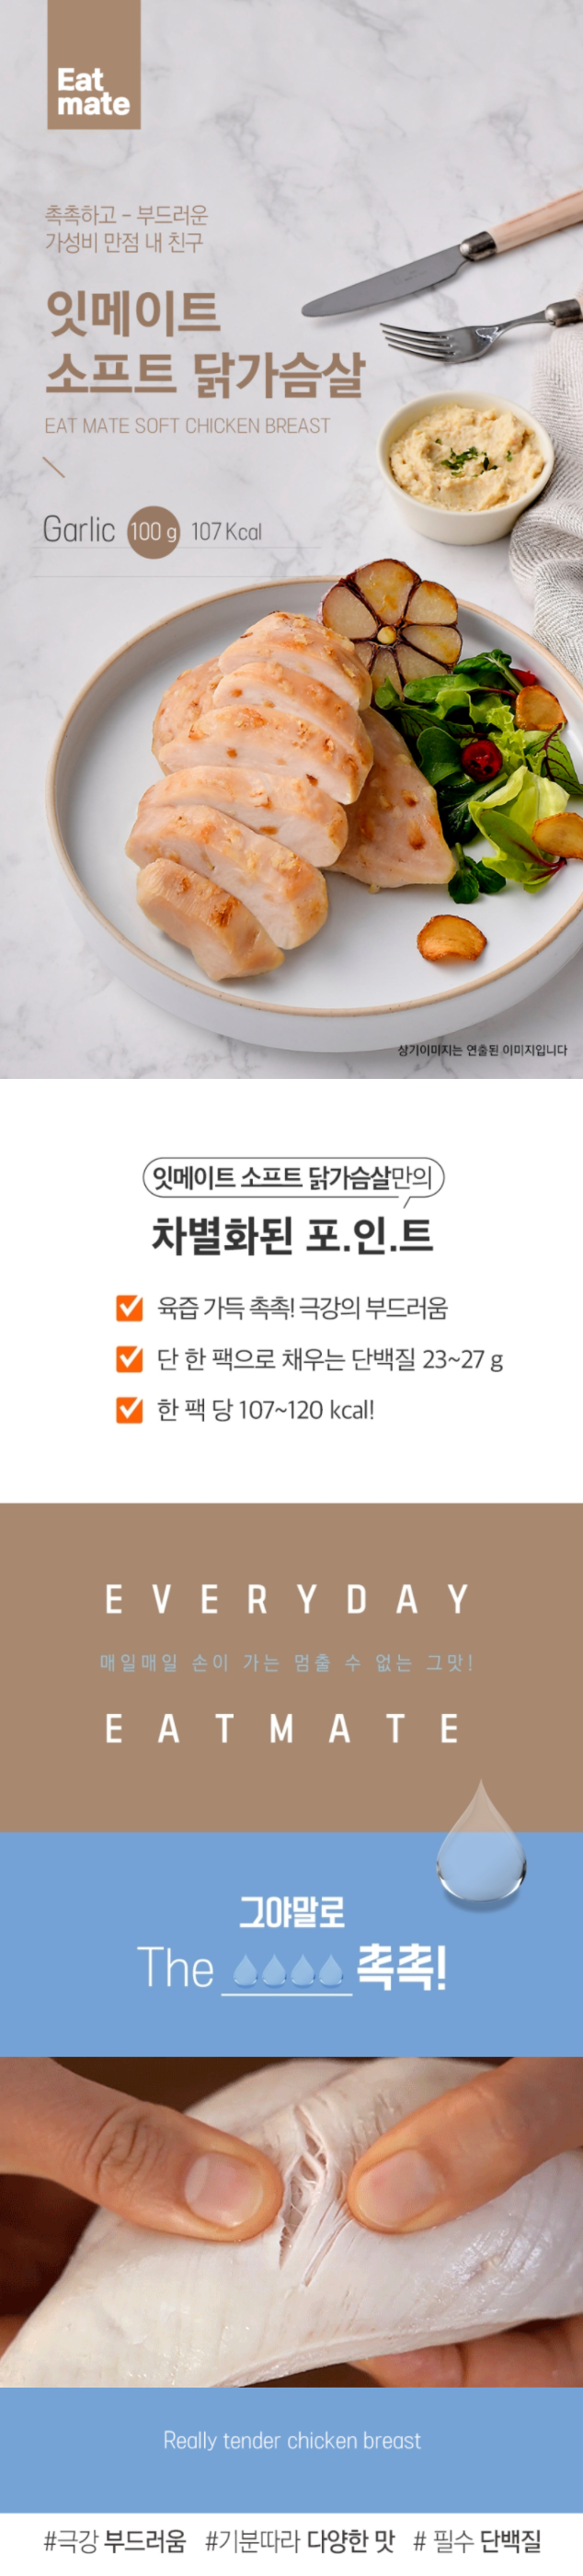 Eat
mate
촉촉하고 - 부드러운
가성비 만점 내 친구
잇메이트
소프트 닭가슴살
EAT MATE SOFT CHICKEN BREAST
Garlic 100 g 107 Kcal
상기이미지는 연출된 이미지입니다
잇메이트 소프트 닭가슴살만의
차별화된 포.인.트
육즙 가득 촉촉! 극강의 부드러움
단 한 팩으로 채우는 단백질 23~27 g
한 팩 당 107~120 kcal!
EVERYDAY
매일매일 손이 가는 멈출 수 없는 그맛!
EATMATE
그야말로
The 촉촉!
Really tender chicken breast
#극강 부드러움 #기분따라 다양한 맛 # 필수 단백질